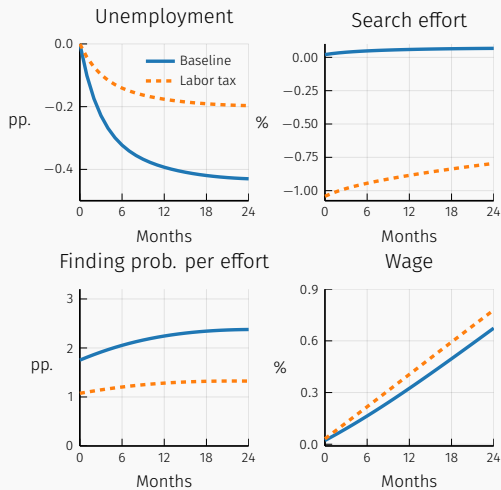 Unemployment
0.0
−0.2
−0.4
pp.
Baseline
Labor tax
0 6 12 18 24
Months
Search effort
0.00
−0.25
−0.50
−0.75
−1.00
%
0 6 12 18 24
Months
Finding prob. per effort
3
2
1
0
pp.
0 6 12 18 24
Months
Wage
0.9
0.6
0.3
0.0
%
0 6 12 18 24
Months